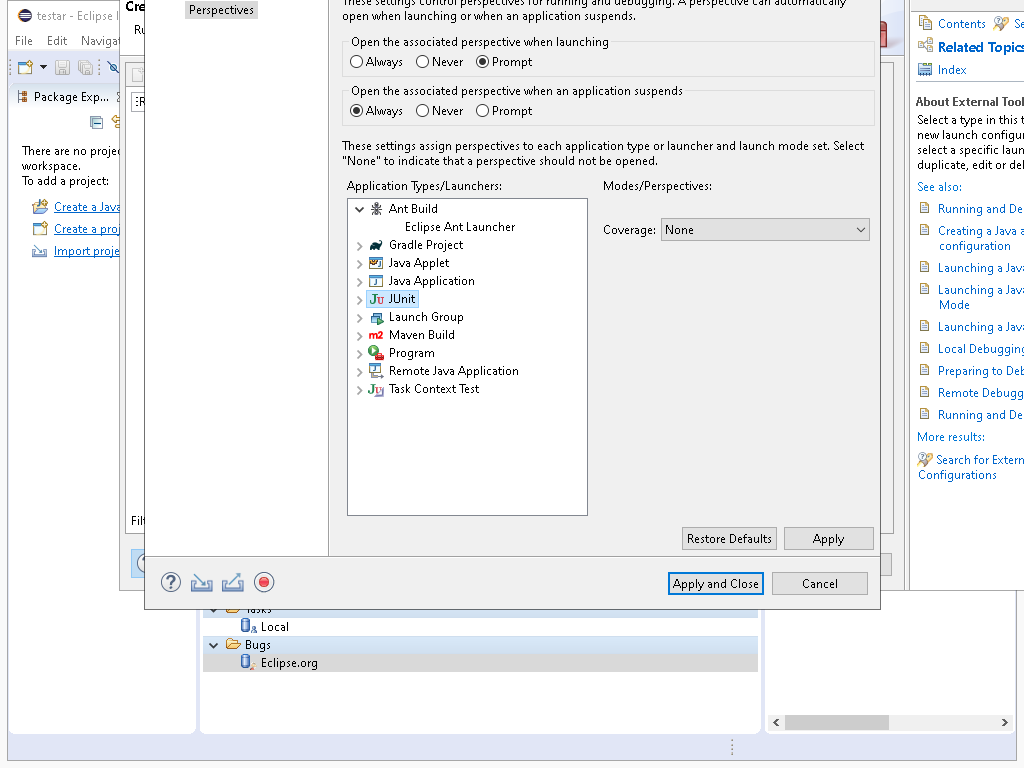 testar - Eclipse I
File Edit Navigat
Package Exp...
There are no proje
workspace.
To add a project:
Create a Java
Create a proj
Import proje
Cre
Ru
Filt
Perspectives
These settings control perspectives for running and debugging. A perspective can automatically
open when launching or when an application suspends.
Open the associated perspective when launching
Always Never Prompt
Open the associated perspective when an application suspends
Always Never Prompt
These settings assign perspectives to each application type or launcher and launch mode set. Select
"None" to indicate that a perspective should not be opened.
Application Types/Launchers:
Ant Build
Eclipse Ant Launcher
Gradle Project
Java Applet
Java Application
JUnit
Launch Group
Maven Build
Program
Remote Java Application
Task Context Test
Modes/Perspectives:
Coverage: None
Restore Defaults Apply
Apply and Close Cancel
Tasks
Local
Bugs
Eclipse.org
Contents Se
Related Topics
Index
About External Tool
Select a type in this t
new launch configur
select a specific laun
duplicate, edit or del
See also:
Running and De
Creating a Java a
configuration
Launching a Java
Launching a Java
Mode
Launching a Java
Local Debugging
Preparing to Deb
Remote Debugg
Running and De
More results:
Search for Extern
Configurations